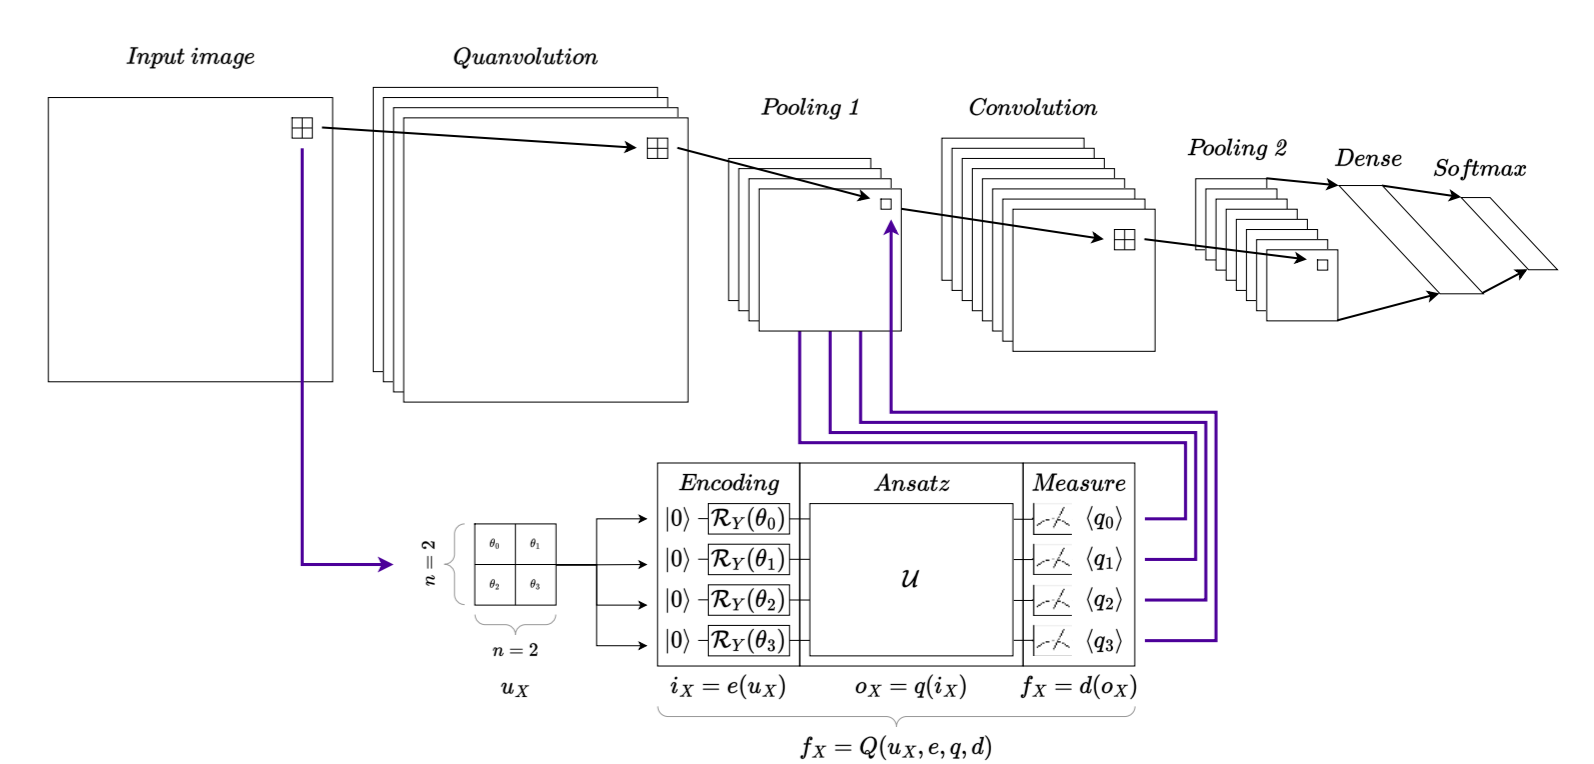 Input image
Quanvolution
Pooling 1
Convolution
Pooling 2
Dense
Softmax
Encoding
Ansatz
Measure
|0⟩ R_Y(θ_0) ⟨q_0⟩
|0⟩ R_Y(θ_1) ⟨q_1⟩
|0⟩ R_Y(θ_2) ⟨q_2⟩
|0⟩ R_Y(θ_3) ⟨q_3⟩
U
n = 2
θ_0 θ_1
θ_2 θ_3
n = 2
u_X
i_X = e(u_X)
o_X = q(i_X)
f_X = d(o_X)
f_X = Q(u_X, e, q, d)